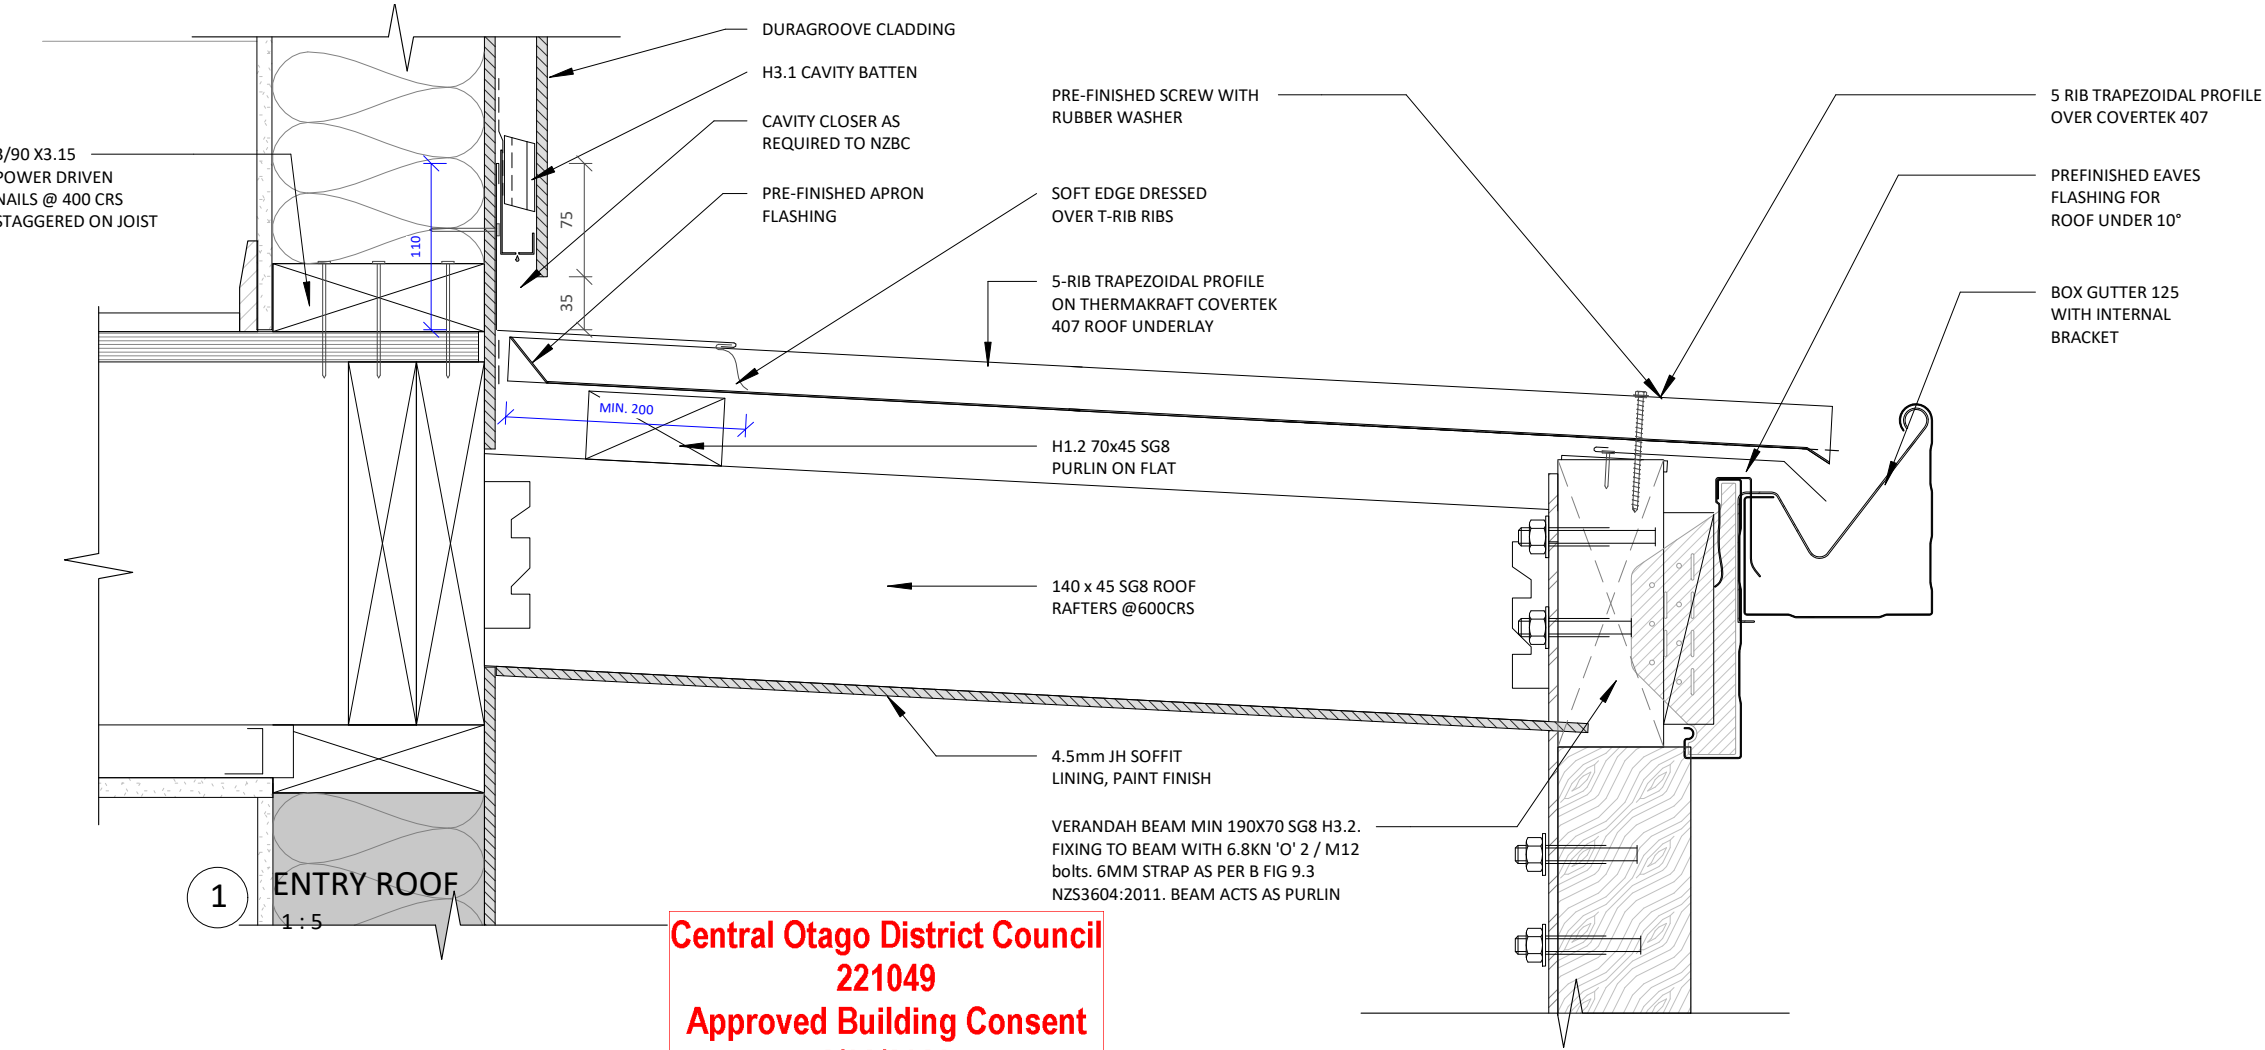 DURAGROOVE CLADDING
H3.1 CAVITY BATTEN
CAVITY CLOSER AS
REQUIRED TO NZBC
PRE-FINISHED APRON
FLASHING
3/90 X3.15
POWER DRIVEN
NAILS @ 400 CRS
STAGGERED ON JOIST
PRE-FINISHED SCREW WITH
RUBBER WASHER
SOFT EDGE DRESSED
OVER T-RIB RIBS
5-RIB TRAPEZOIDAL PROFILE
ON THERMAKRAFT COVERTEK
407 ROOF UNDERLAY
5 RIB TRAPEZOIDAL PROFILE
OVER COVERTEK 407
PREFINISHED EAVES
FLASHING FOR
ROOF UNDER 10°
BOX GUTTER 125
WITH INTERNAL
BRACKET
110
75
35
MIN. 200
H1.2 70x45 SG8
PURLIN ON FLAT
140 x 45 SG8 ROOF
RAFTERS @600CRS
4.5mm JH SOFFIT
LINING, PAINT FINISH
VERANDAH BEAM MIN 190X70 SG8 H3.2.
FIXING TO BEAM WITH 6.8KN 'O' 2 / M12
bolts. 6MM STRAP AS PER B FIG 9.3
NZS3604:2011. BEAM ACTS AS PURLIN
1
ENTRY ROOF
1 : 5
Central Otago District Council
221049
Approved Building Consent